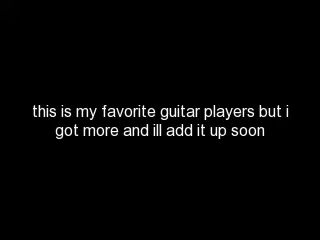 this is my favorite guitar players but i
got more and ill add it up soon